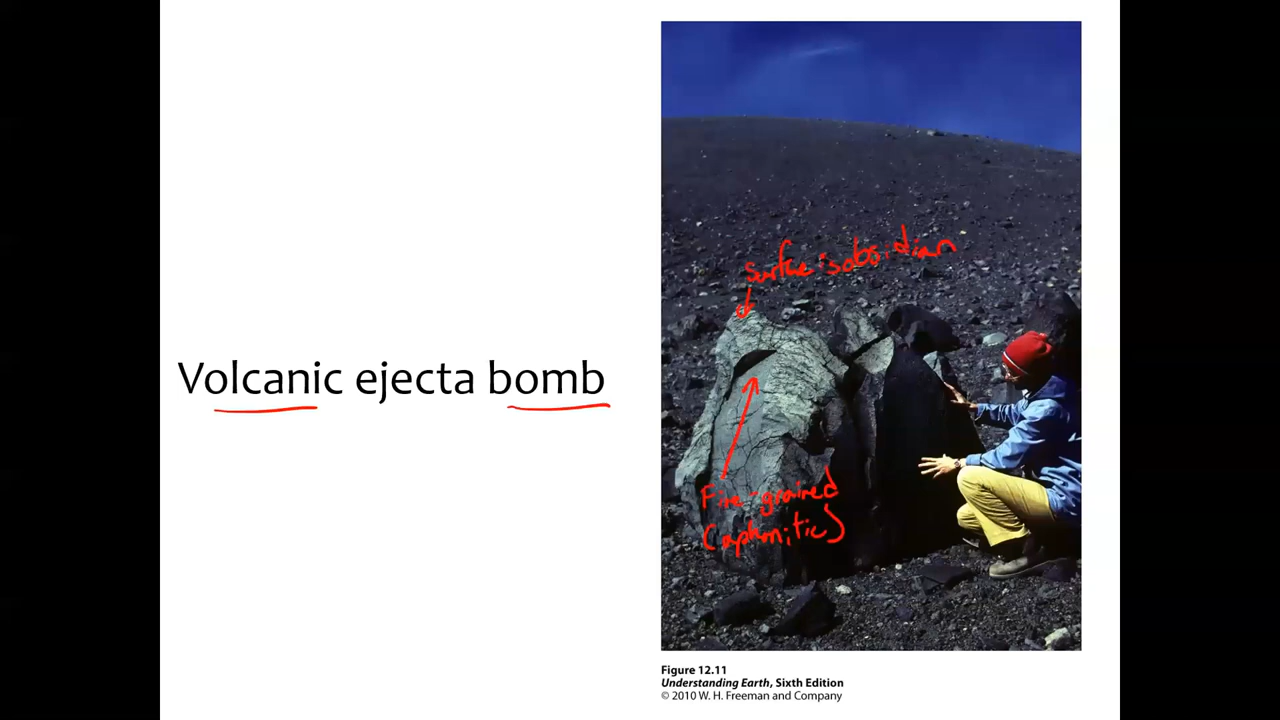 Volcanic ejecta bomb
Surface: obsidian
Fine-grained
(aphanitic)
Figure 12.11
Understanding Earth, Sixth Edition
© 2010 W. H. Freeman and Company